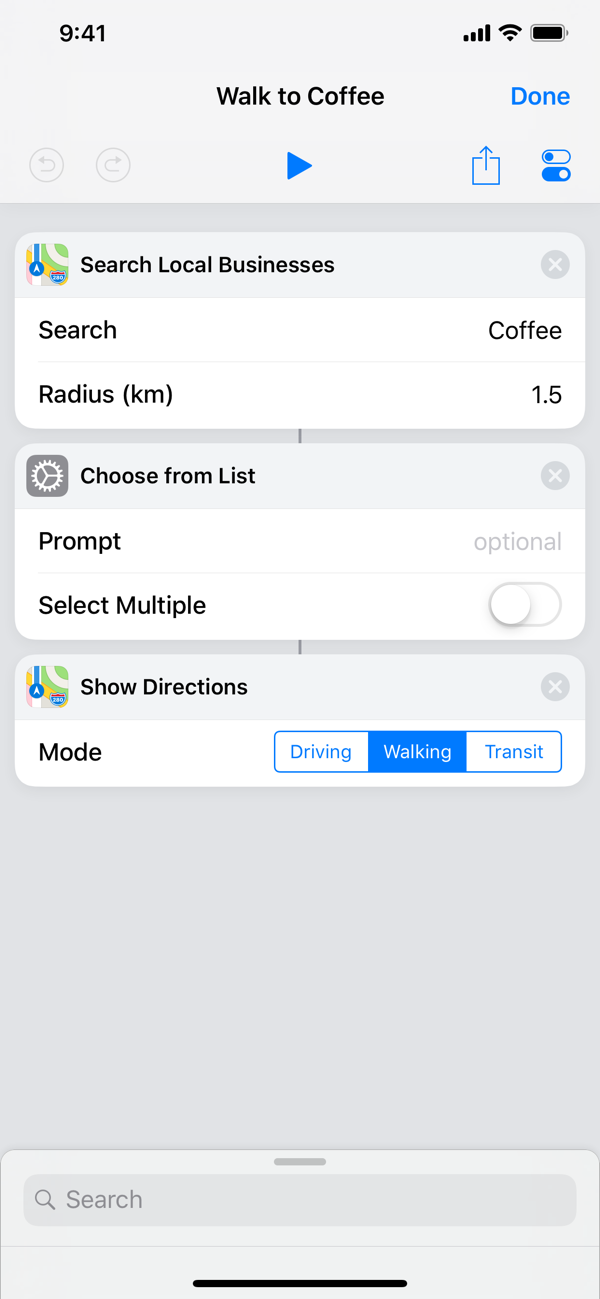 9:41
Walk to Coffee Done
Search Local Businesses
Search Coffee
Radius (km) 1.5
Choose from List
Prompt optional
Select Multiple
Show Directions
Mode Driving Walking Transit
Search